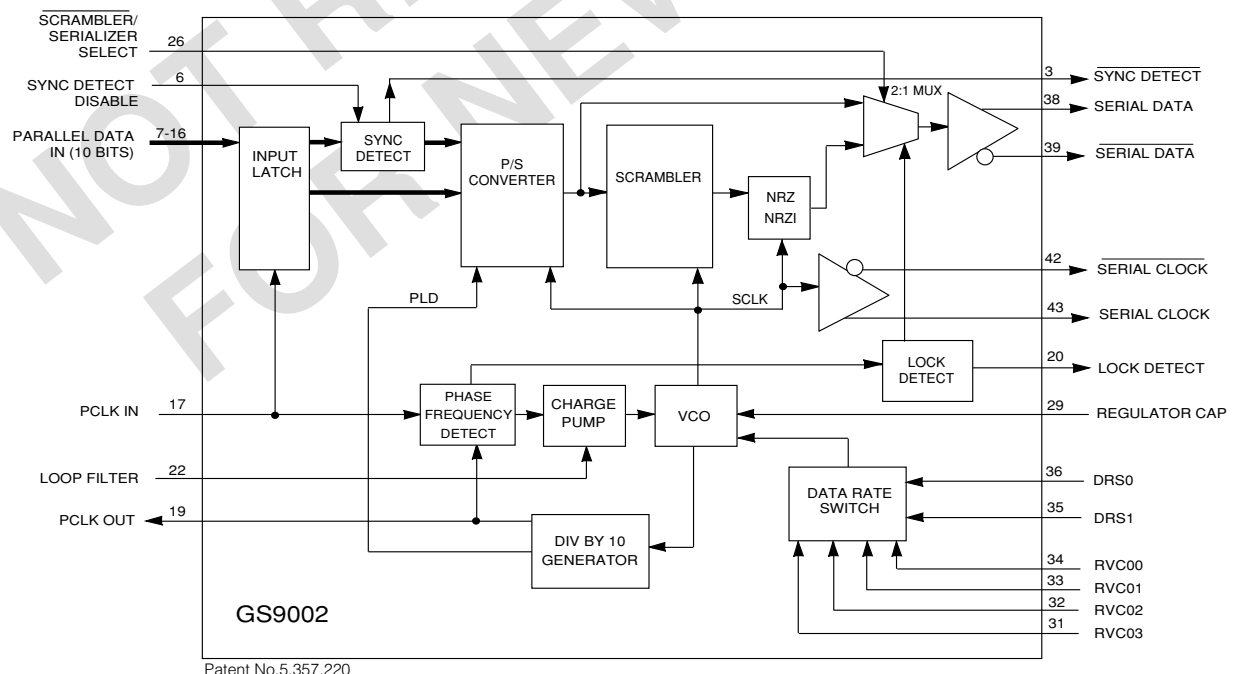 SCRAMBLER/
SERIALIZER
SELECT
26
SYNC DETECT
DISABLE
6
PARALLEL DATA
IN (10 BITS)
7-16
INPUT
LATCH
SYNC
DETECT
P/S
CONVERTER
SCRAMBLER
NRZ
NRZI
2:1 MUX
3
SYNC DETECT
38
SERIAL DATA
39
SERIAL DATA
42
SERIAL CLOCK
43
SERIAL CLOCK
PLD
SCLK
LOCK
DETECT
20
LOCK DETECT
PCLK IN
17
PHASE
FREQUENCY
DETECT
CHARGE
PUMP
VCO
29
REGULATOR CAP
LOOP FILTER
22
PCLK OUT
19
DIV BY 10
GENERATOR
DATA RATE
SWITCH
36
DRS0
35
DRS1
34
RVC00
33
RVC01
32
RVC02
31
RVC03
GS9002
Patent No.5,357,220
NOT
FOR NEW